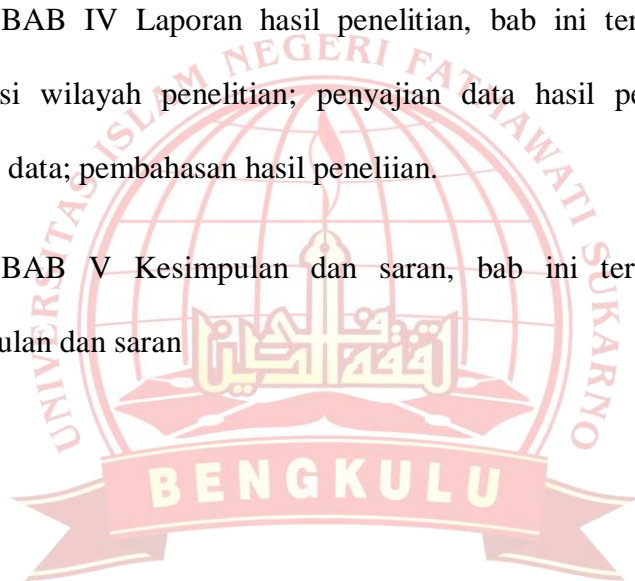 BAB IV Laporan hasil penelitian, bab ini ter
si wilayah penelitian; penyajian data hasil pe
data; pembahasan hasil peneliian.
BAB V Kesimpulan dan saran, bab ini ter
ulan dan saran
UNIVERSITAS ISLAM NEGERI FATMAWATI SUKARNO
BENGKULU